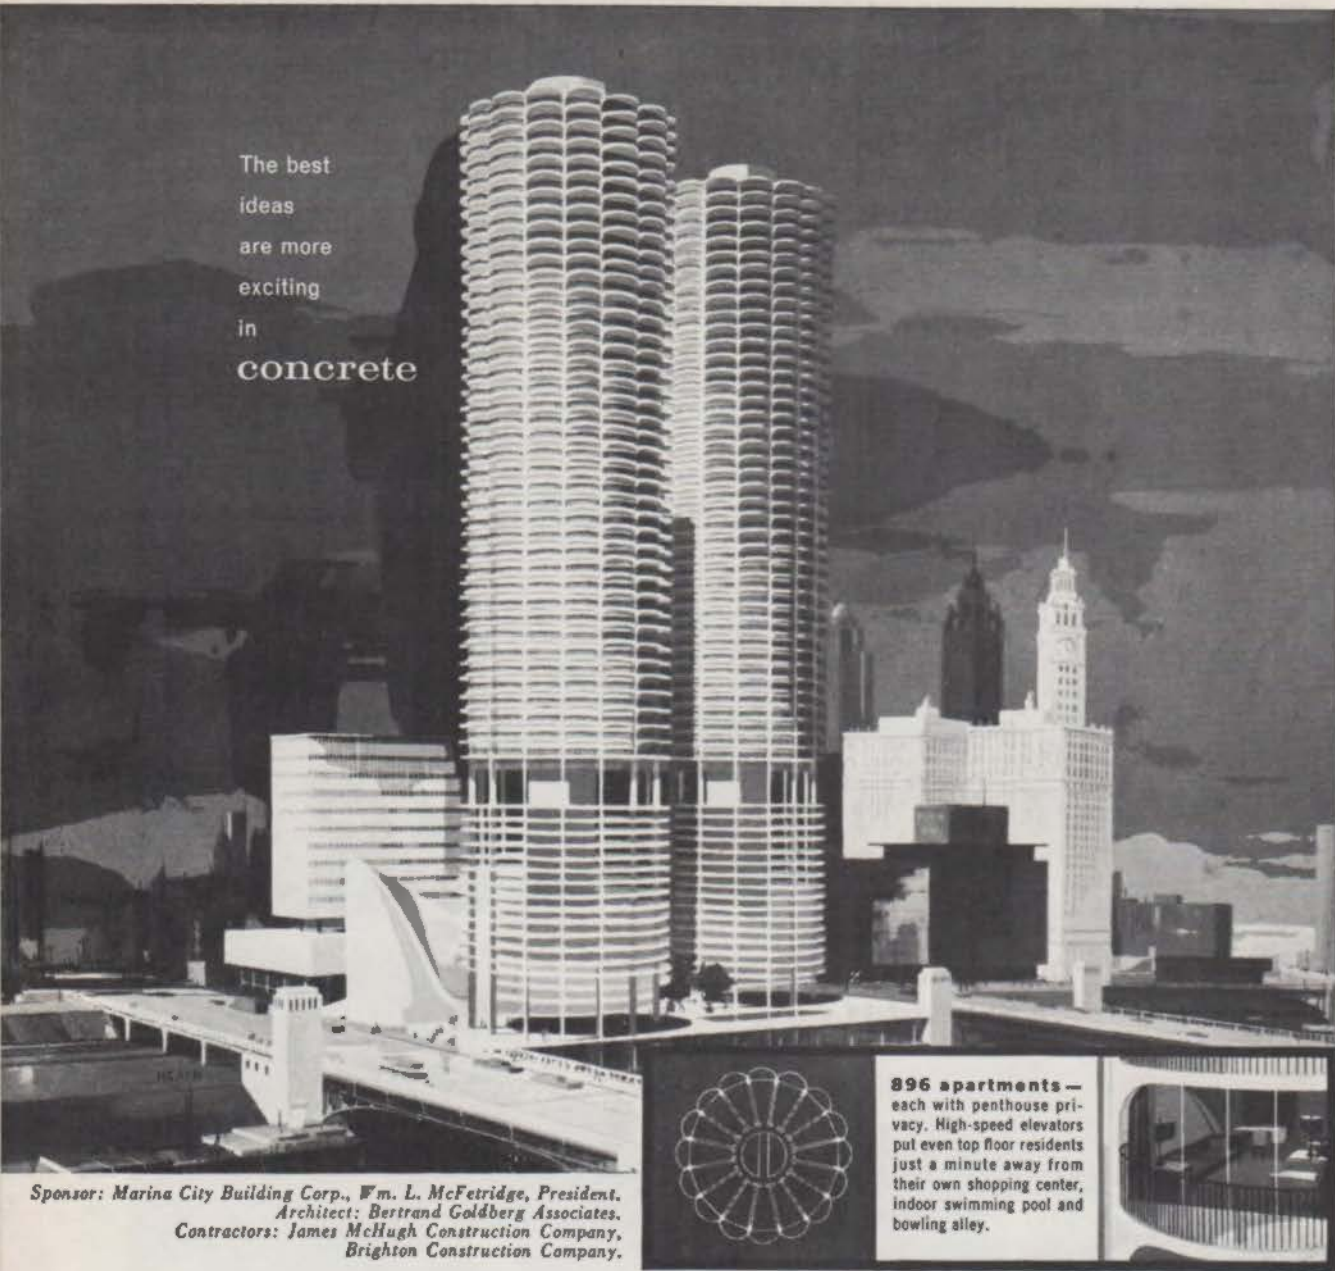 The best
ideas
are more
exciting
in
concrete
Sponsor: Marina City Building Corp., Wm. L. McFetridge, President.
Architect: Bertrand Goldberg Associates.
Contractors: James McHugh Construction Company,
Brighton Construction Company.
896 apartments—
each with penthouse pri-
vacy. High-speed elevators
put even top floor residents
just a minute away from
their own shopping center,
indoor swimming pool and
bowling alley.